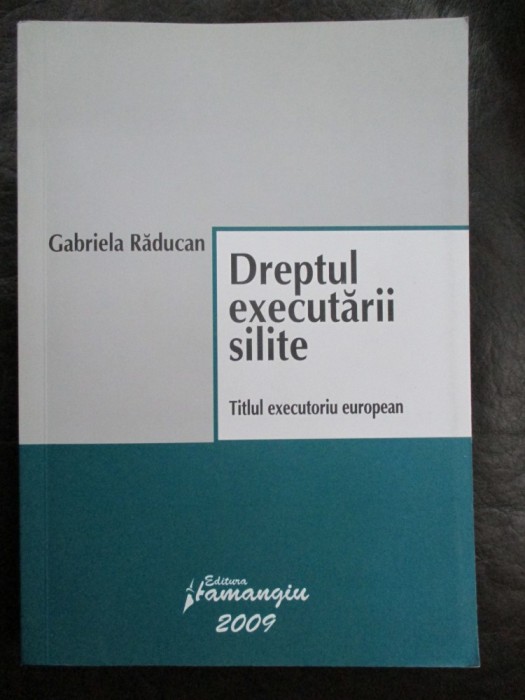 Gabriela Răducan
Dreptul
executării
silite
Titlul executoriu european
Editura
Hamangiu
2009